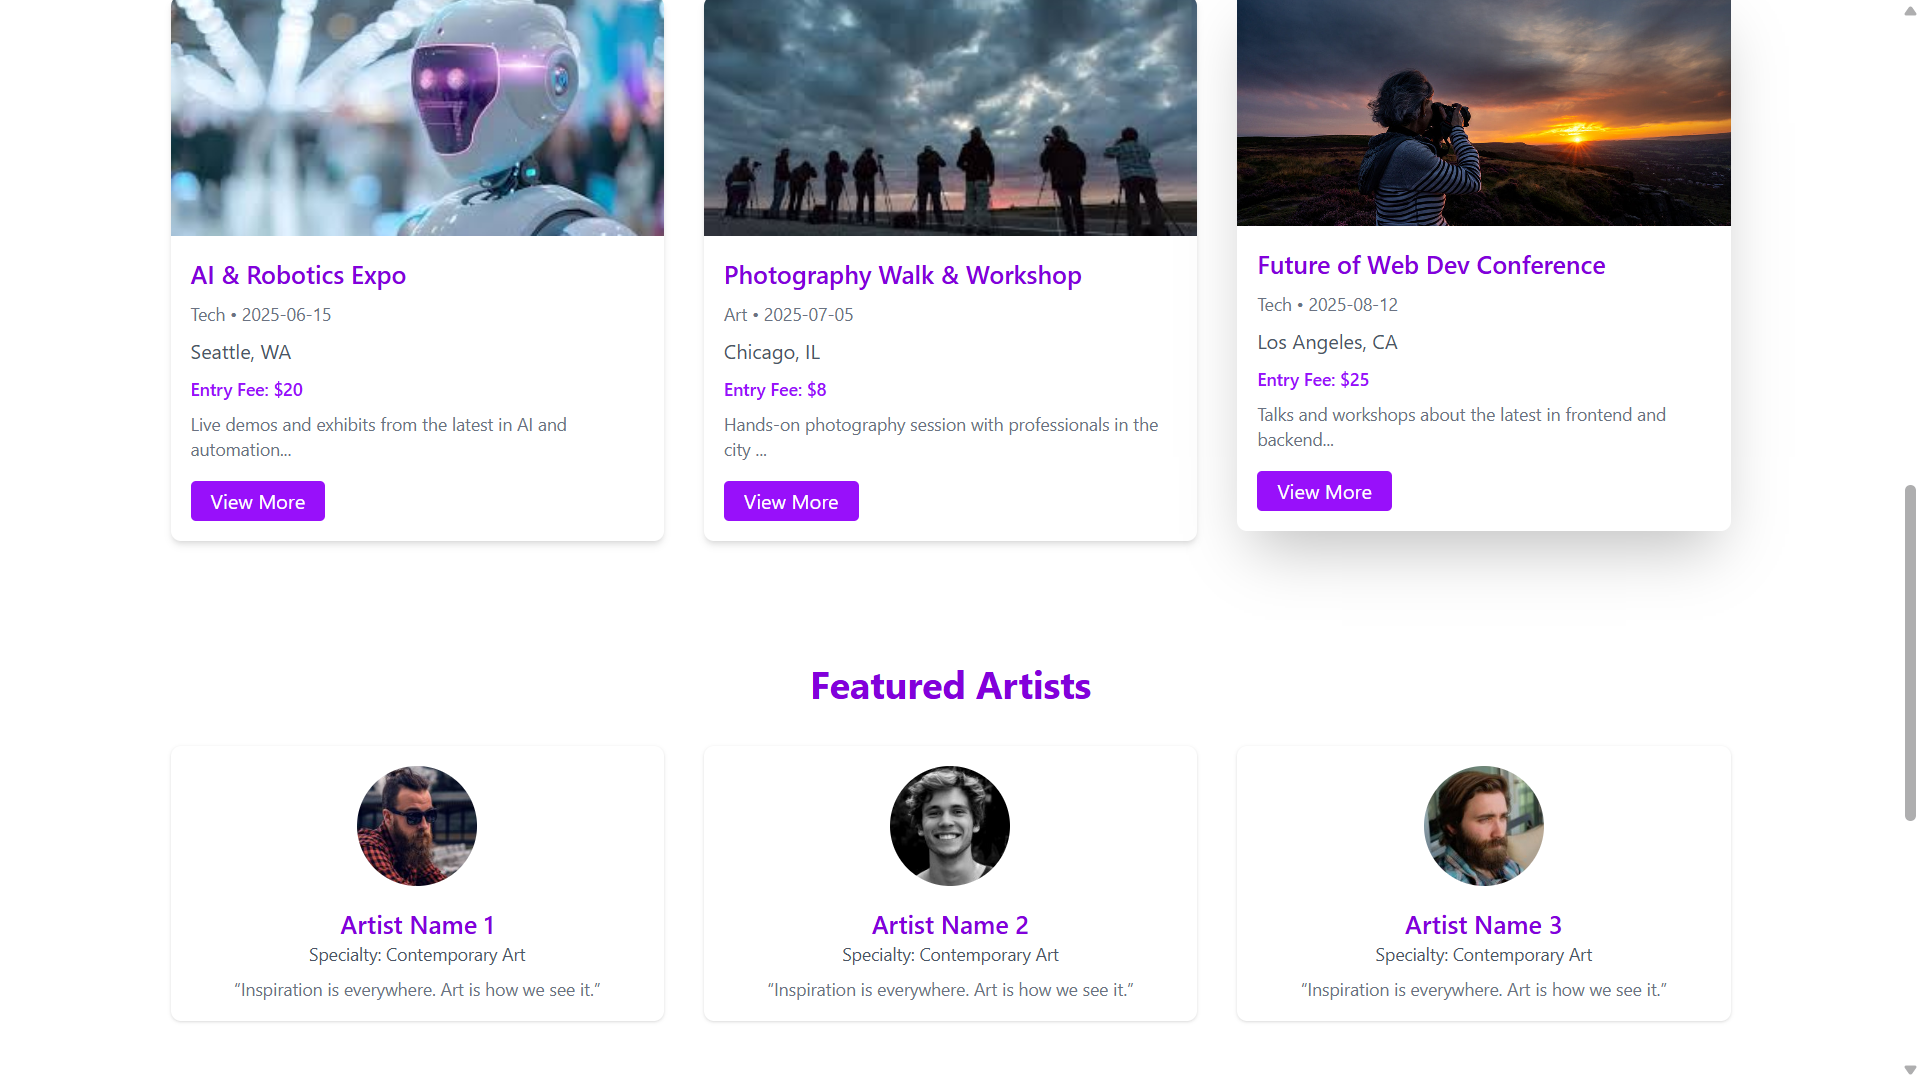 AI & Robotics Expo
Tech • 2025-06-15
Seattle, WA
Entry Fee: $20
Live demos and exhibits from the latest in AI and
automation...
View More
Photography Walk & Workshop
Art • 2025-07-05
Chicago, IL
Entry Fee: $8
Hands-on photography session with professionals in the
city ...
View More
Future of Web Dev Conference
Tech • 2025-08-12
Los Angeles, CA
Entry Fee: $25
Talks and workshops about the latest in frontend and
backend...
View More
Featured Artists
Artist Name 1
Specialty: Contemporary Art
“Inspiration is everywhere. Art is how we see it.”
Artist Name 2
Specialty: Contemporary Art
“Inspiration is everywhere. Art is how we see it.”
Artist Name 3
Specialty: Contemporary Art
“Inspiration is everywhere. Art is how we see it.”